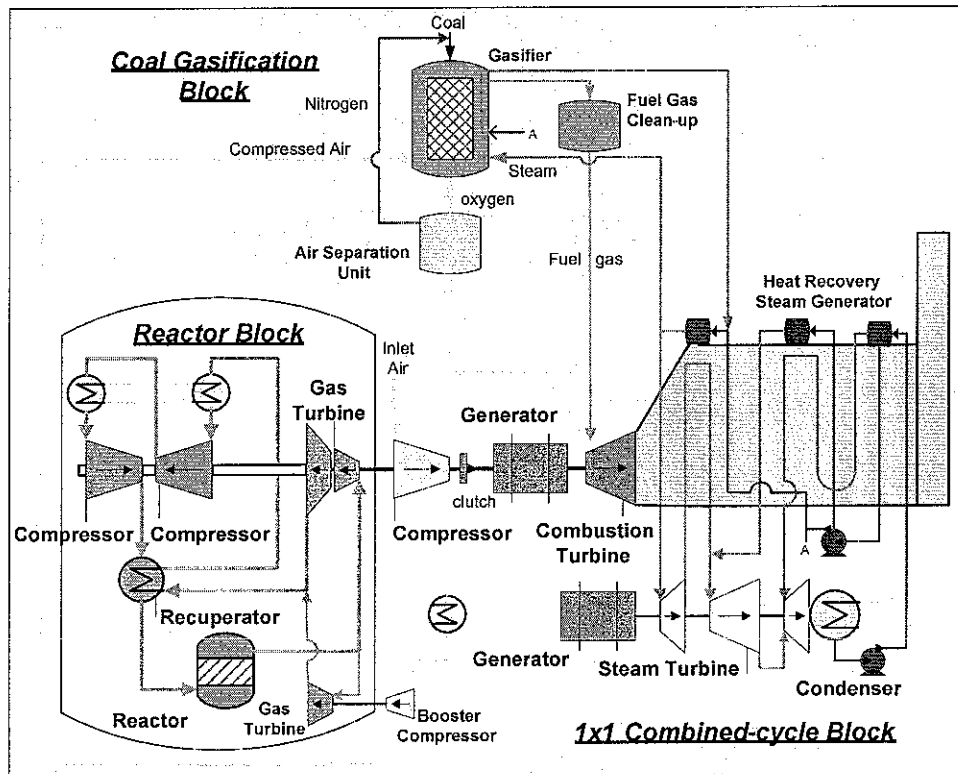 Coal
Coal Gasification
Block
Gasifier
Nitrogen
Fuel Gas
Clean-up
A
Compressed Air
Steam
oxygen
Air Separation
Unit
Fuel gas
Heat Recovery
Steam Generator
Reactor Block
Inlet
Air
Gas
Turbine
Generator
clutch
Compressor
Compressor
Compressor
Combustion
Turbine
A
Recuperator
Generator
Steam Turbine
Condenser
Reactor
Gas
Turbine
Booster
Compressor
1x1 Combined-cycle Block